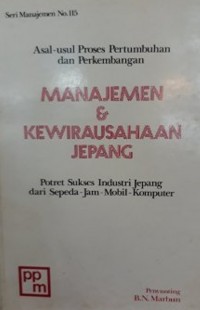 Seri Manajemen No. 115
Asal-usul Proses Pertumbuhan
dan Perkembangan
MANAJEMEN
&
KEWIRAUSAHAAN
JEPANG
Potret Sukses Industri Jepang
dari Sepeda-Jam-Mobil-Komputer
pp
m
Penyunting
B.N. Marbun